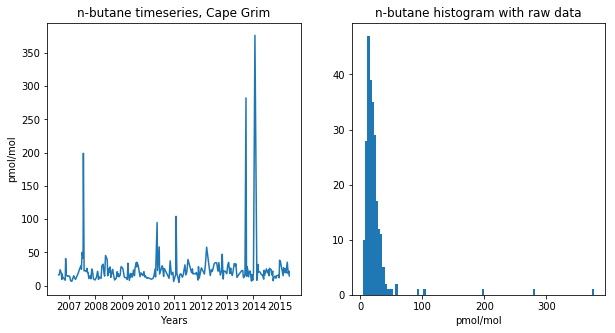 n-butane timeseries, Cape Grim
pmol/mol
350
300
250
200
150
100
50
0
2007 2008 2009 2010 2011 2012 2013 2014 2015
Years
n-butane histogram with raw data
40
30
20
10
0
0 100 200 300
pmol/mol